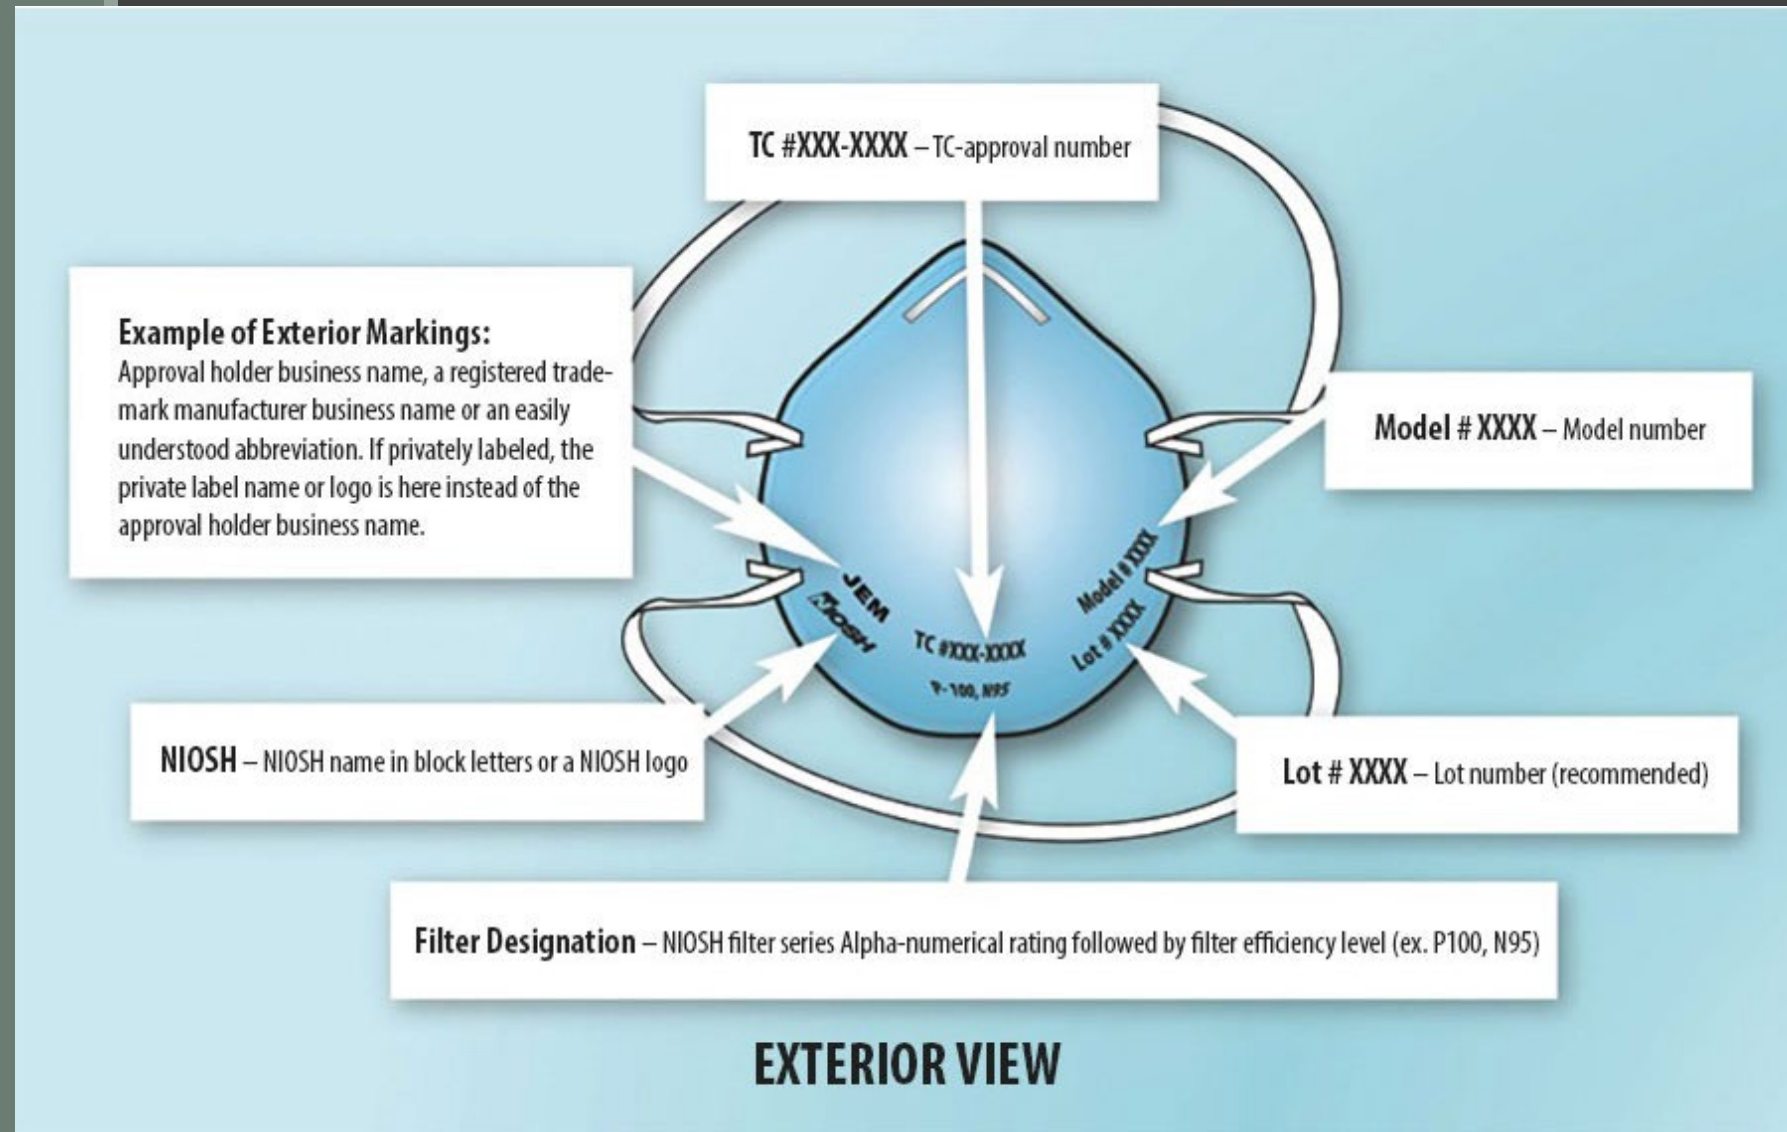 TC #XXX-XXXX – TC-approval number
Example of Exterior Markings:
Approval holder business name, a registered trade-
mark manufacturer business name or an easily
understood abbreviation. If privately labeled, the
private label name or logo is here instead of the
approval holder business name.
Model # XXXX – Model number
JEM
NIOSH
TC #XXX-XXXX
P-100, N95
Model # XXXX
Lot # XXXX
NIOSH – NIOSH name in block letters or a NIOSH logo
Lot # XXXX – Lot number (recommended)
Filter Designation – NIOSH filter series Alpha-numerical rating followed by filter efficiency level (ex. P100, N95)
EXTERIOR VIEW